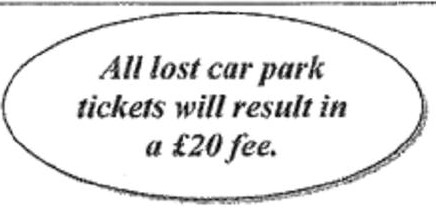 All lost car park
tickets will result in
a £20 fee.